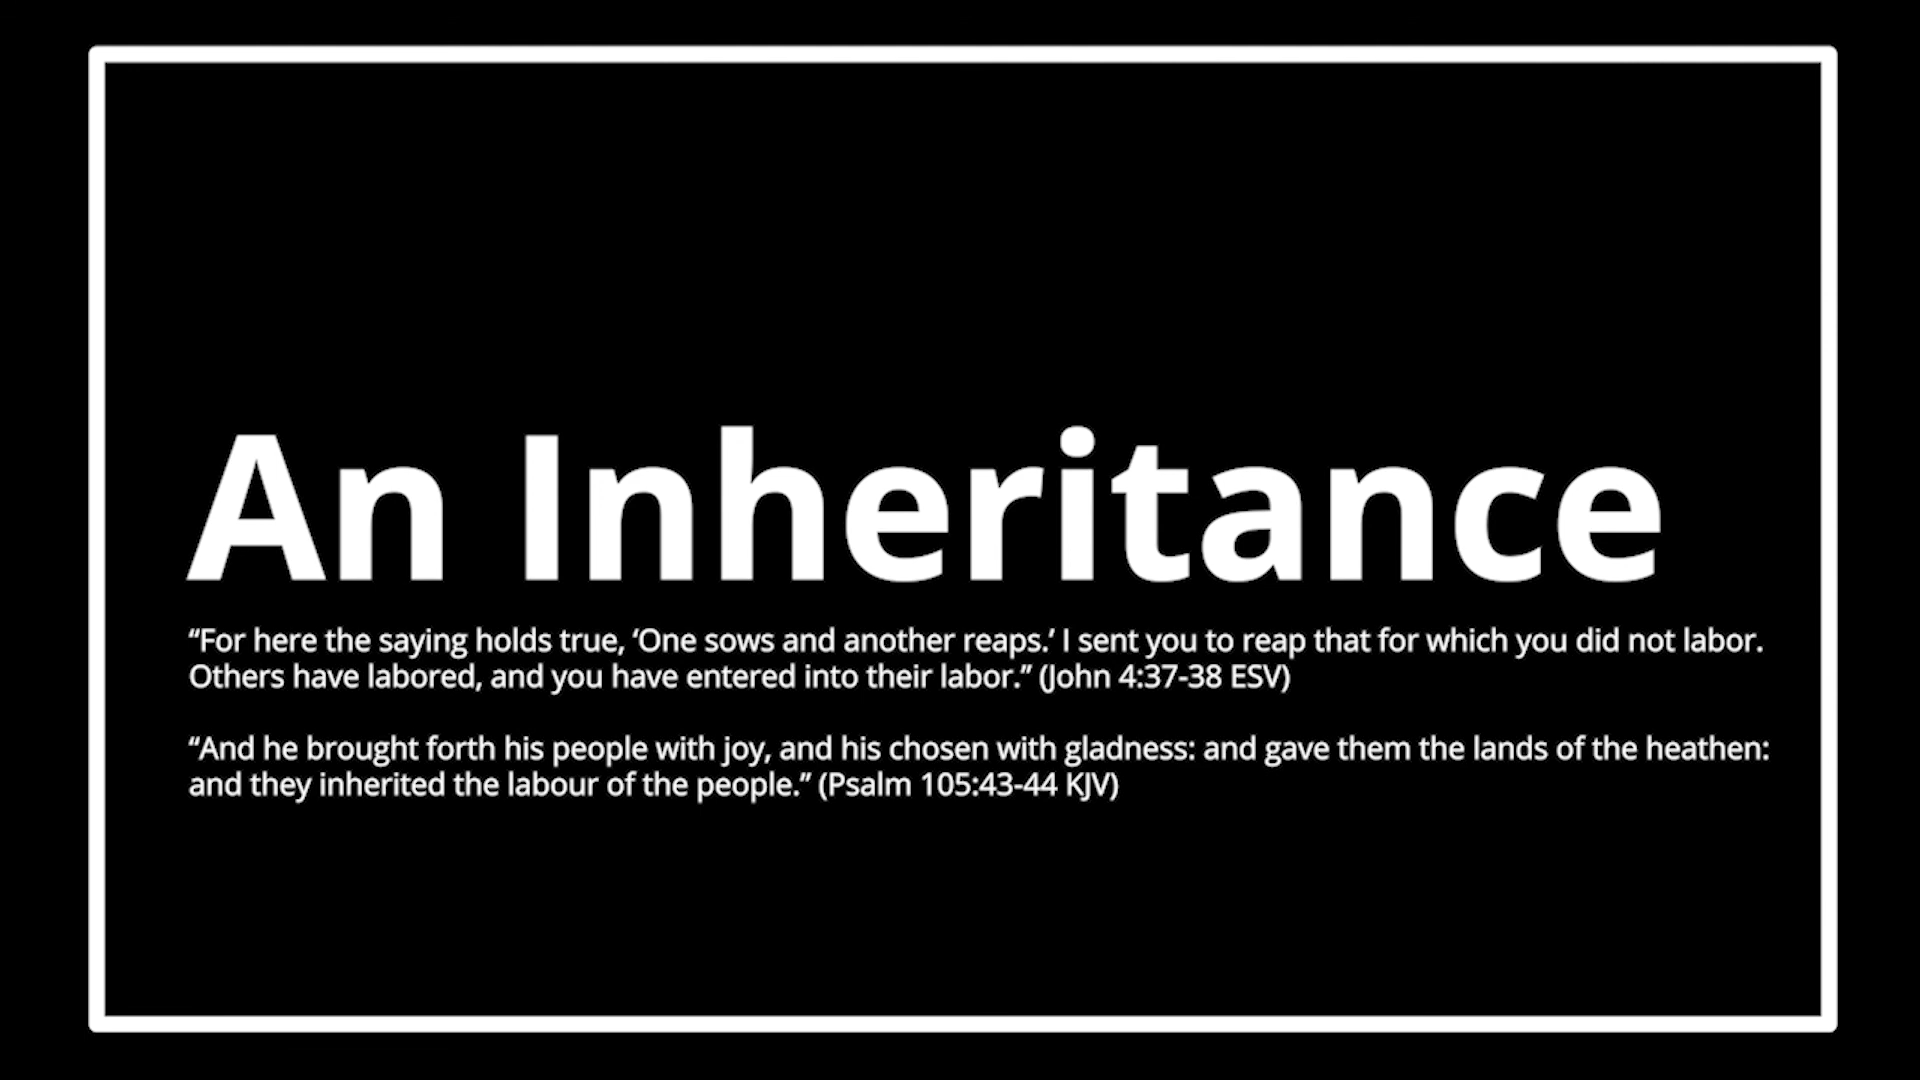 An Inheritance
“For here the saying holds true, ‘One sows and another reaps.’ I sent you to reap that for which you did not labor.
Others have labored, and you have entered into their labor.” (John 4:37-38 ESV)
“And he brought forth his people with joy, and his chosen with gladness: and gave them the lands of the heathen:
and they inherited the labour of the people.” (Psalm 105:43-44 KJV)